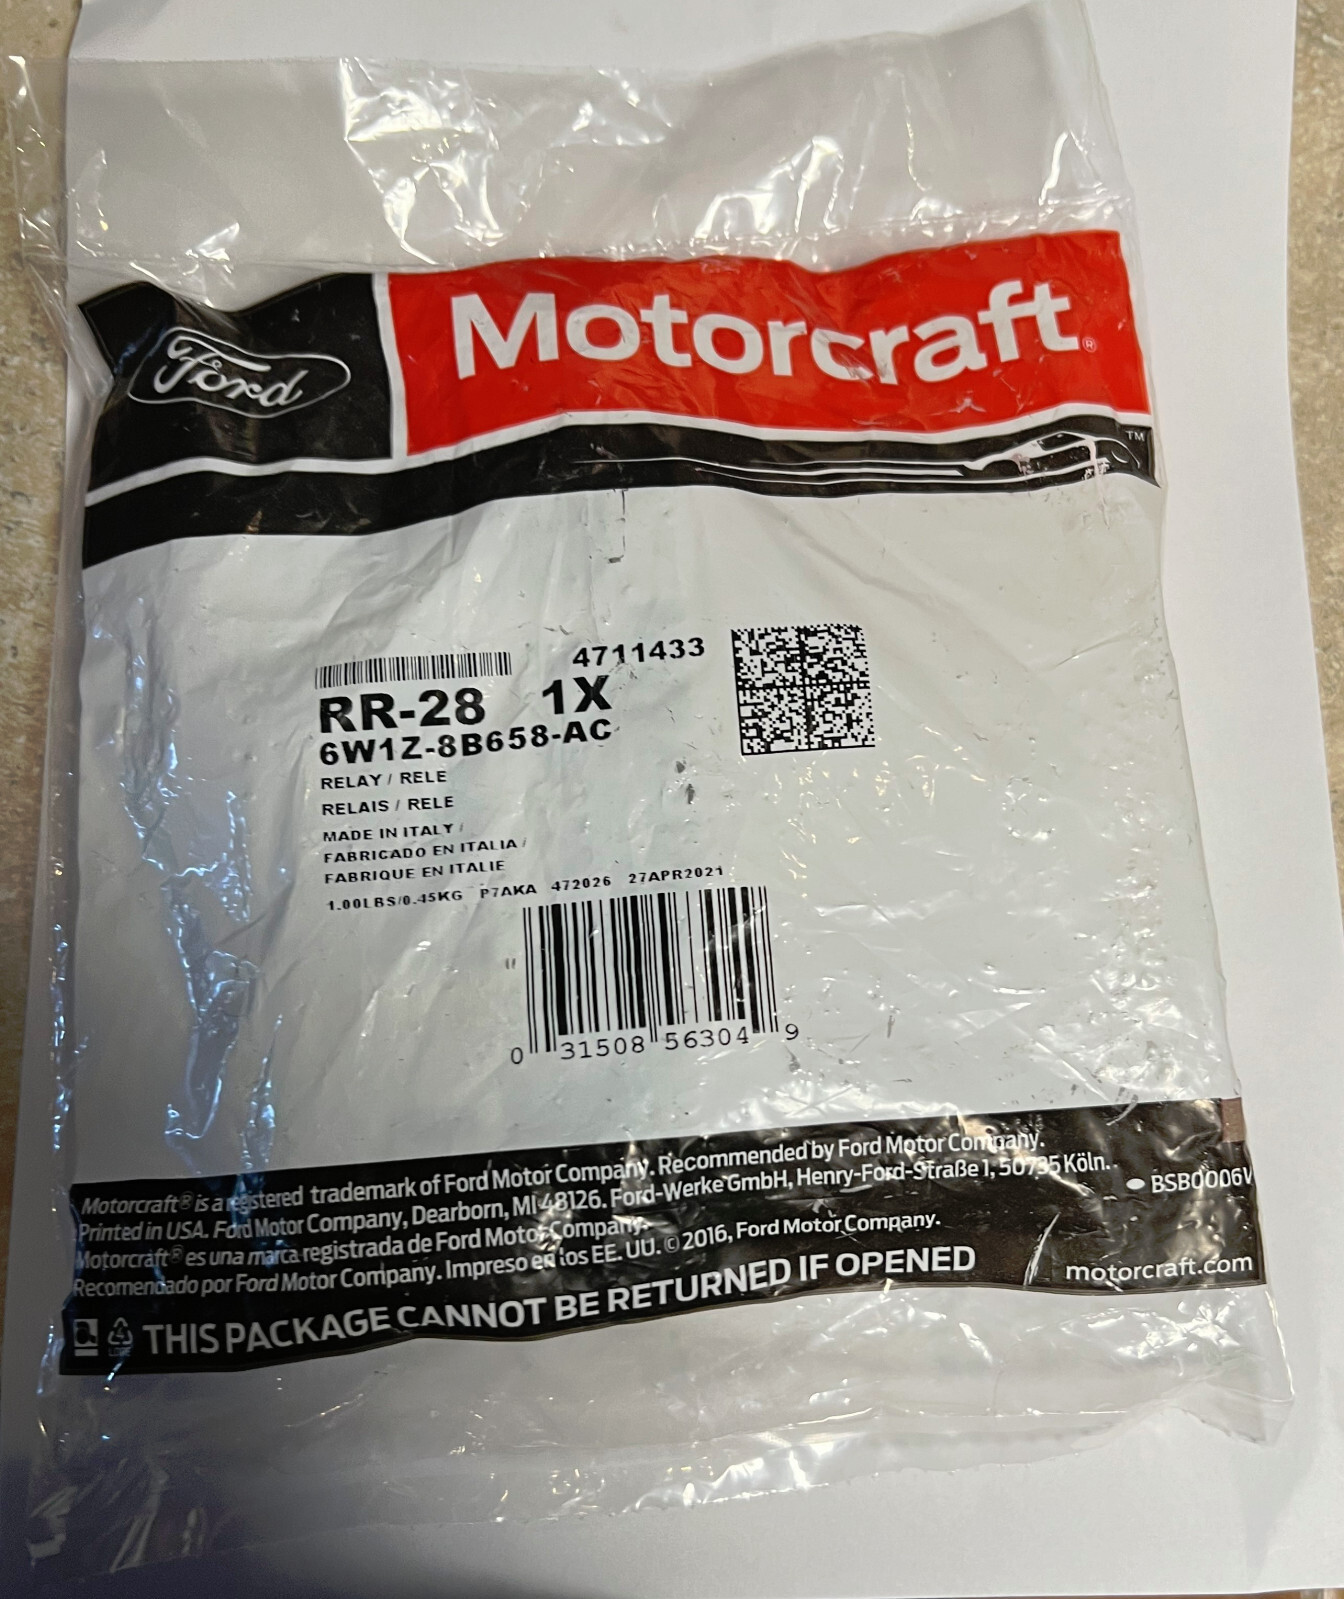 Ford
Motorcraft®
TM
4711433
RR-28 1X
6W1Z-8B658-AC
RELAY / RELE
RELAIS / RELE
MADE IN ITALY /
FABRICADO EN ITALIA /
FABRIQUE EN ITALIE
1.00LBS/0.45KG P7AKA 472026 27APR2021
0 31508 56304 9
Motorcraft® is a registered trademark of Ford Motor Company. Recommended by Ford Motor Company.
Printed in USA. Ford Motor Company, Dearborn, MI 48126. Ford-Werke GmbH, Henry-Ford-Straße 1, 50735 Köln.
BSB0006V
Motorcraft® es una marca registrada de Ford Motor Company.
Recomendado por Ford Motor Company. Impreso en los EE. UU. © 2016, Ford Motor Company.
motorcraft.com
THIS PACKAGE CANNOT BE RETURNED IF OPENED
4